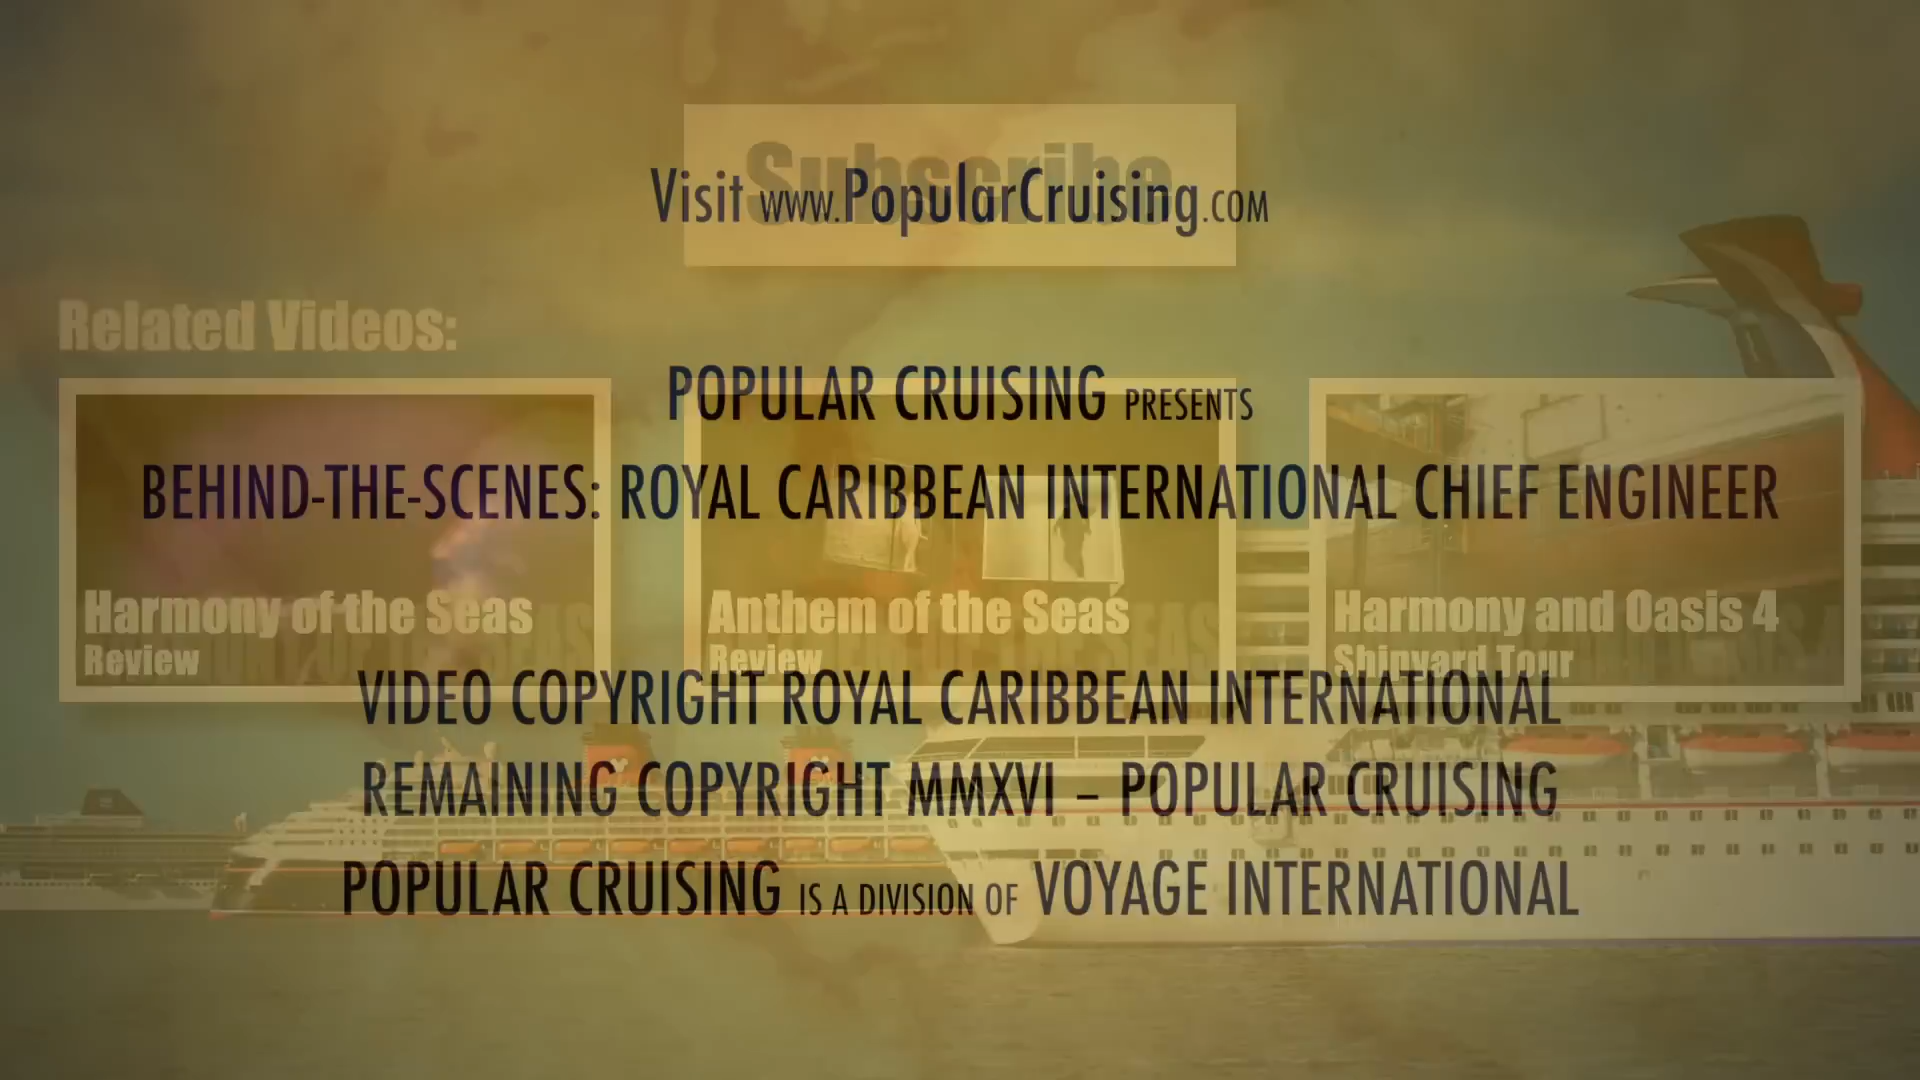 Subscribe
Visit www.PopularCruising.com
Related Videos:
POPULAR CRUISING PRESENTS
BEHIND-THE-SCENES: ROYAL CARIBBEAN INTERNATIONAL CHIEF ENGINEER
Harmony of the Seas
Review
Anthem of the Seas
Review
Harmony and Oasis 4
Shipyard Tour
VIDEO COPYRIGHT ROYAL CARIBBEAN INTERNATIONAL
REMAINING COPYRIGHT MMXVI – POPULAR CRUISING
POPULAR CRUISING IS A DIVISION OF VOYAGE INTERNATIONAL